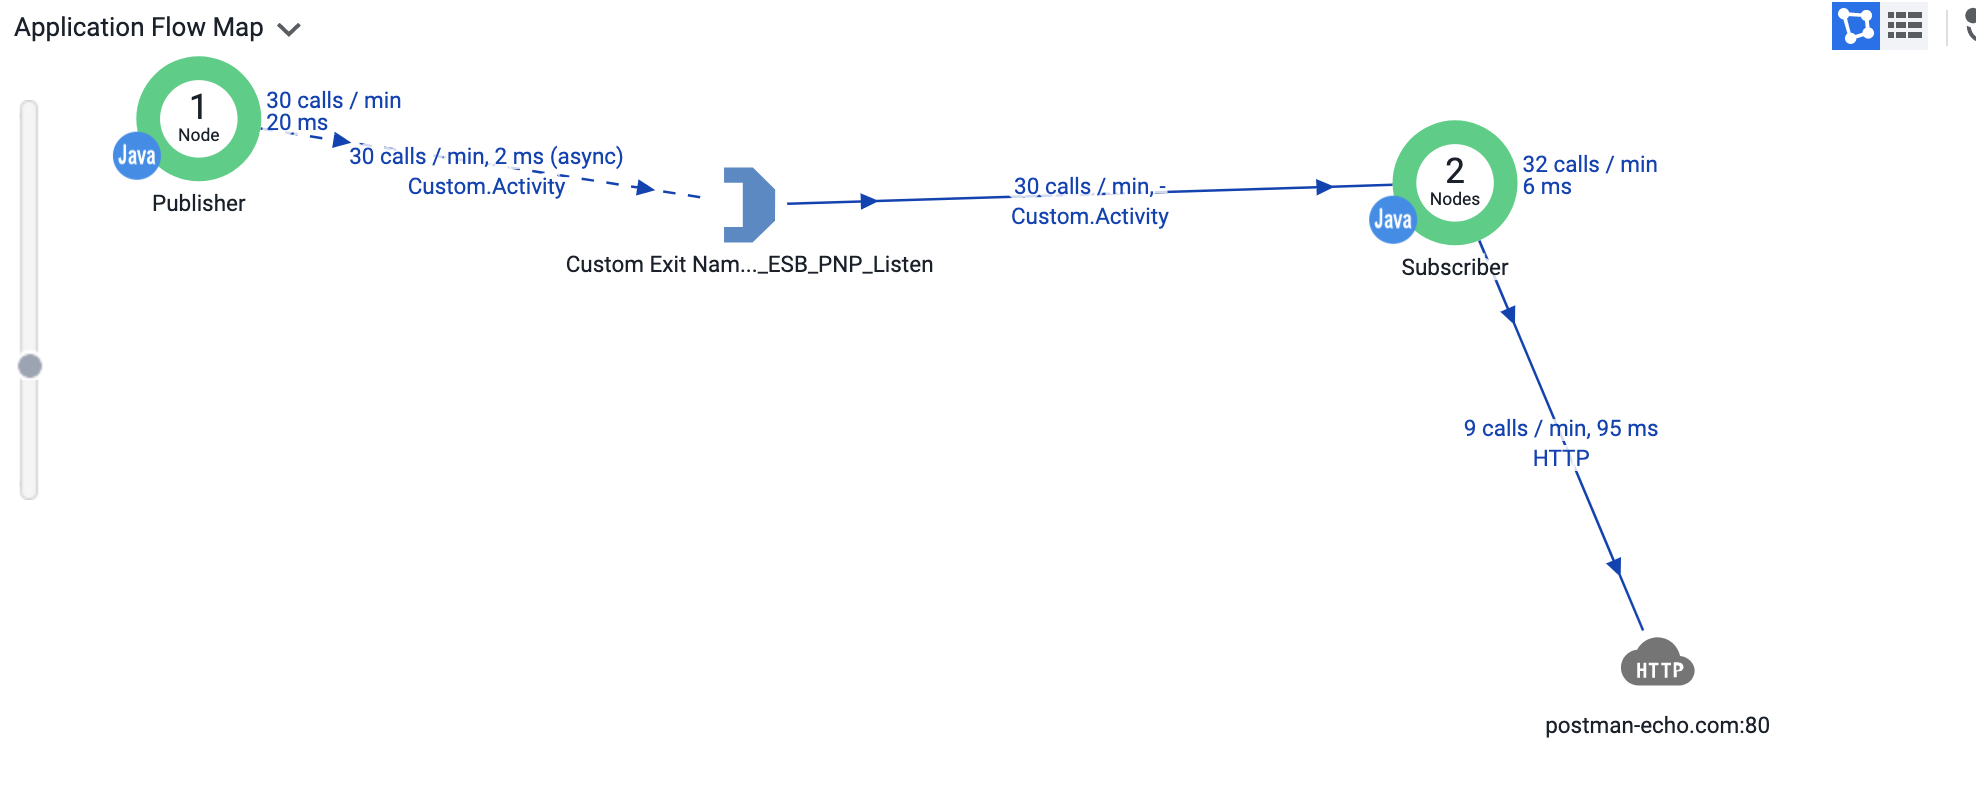 Application Flow Map
1
Node
Java
Publisher
30 calls / min
20 ms
30 calls / min, 2 ms (async)
Custom.Activity
Custom Exit Nam..._ESB_PNP_Listen
30 calls / min, -
Custom.Activity
2
Nodes
Java
Subscriber
32 calls / min
6 ms
9 calls / min, 95 ms
HTTP
HTTP
postman-echo.com:80